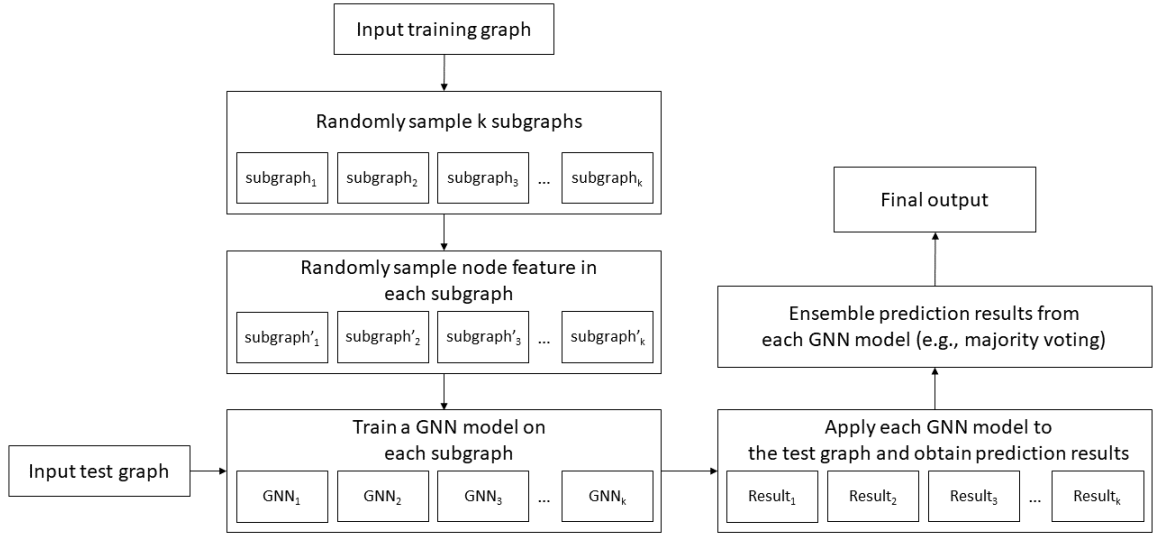 Input training graph
Randomly sample k subgraphs
subgraph₁ subgraph₂ subgraph₃ ... subgraphₖ
Randomly sample node feature in
each subgraph
subgraph’₁ subgraph’₂ subgraph’₃ ... subgraph’ₖ
Train a GNN model on
each subgraph
GNN₁ GNN₂ GNN₃ ... GNNₖ
Input test graph
Apply each GNN model to
the test graph and obtain prediction results
Result₁ Result₂ Result₃ ... Resultₖ
Ensemble prediction results from
each GNN model (e.g., majority voting)
Final output